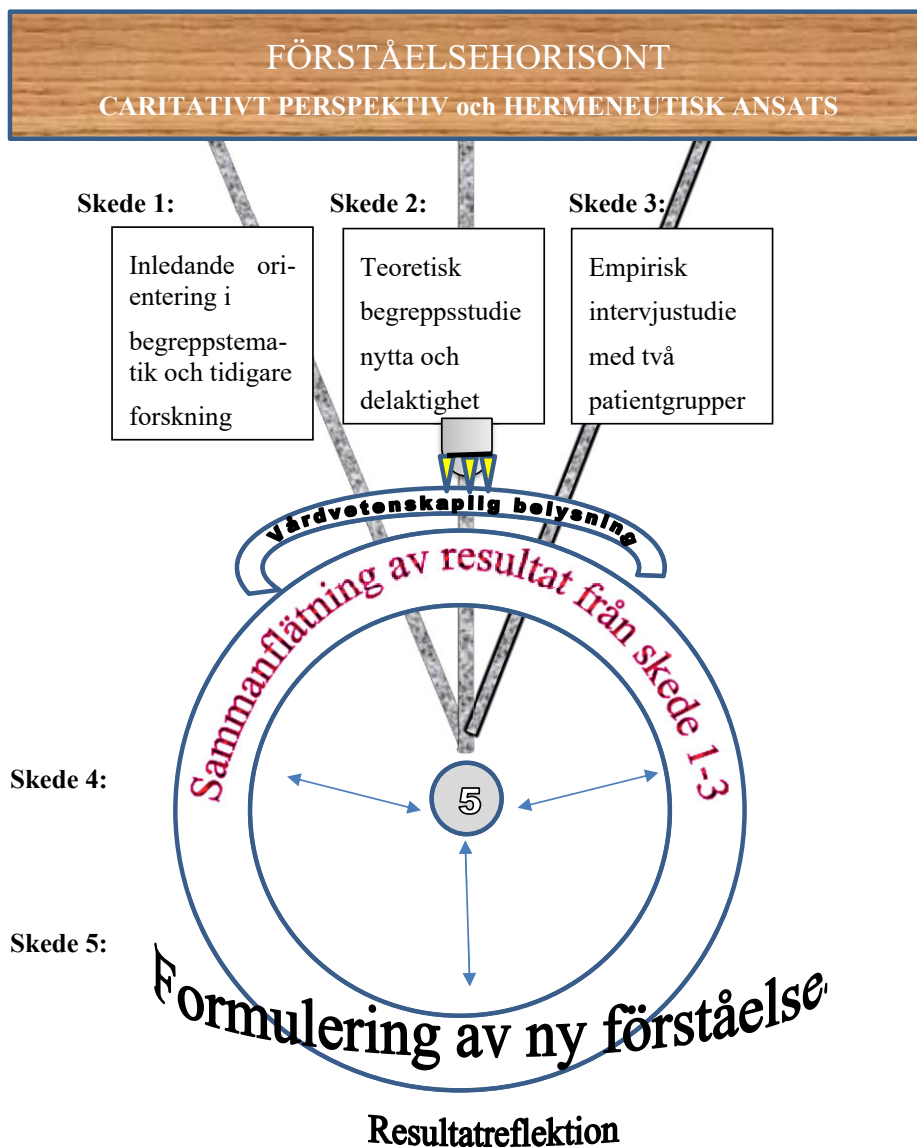 FÖRSTÅELSEHORISONT
CARITATIVT PERSPEKTIV och HERMENEUTISK ANSATS
Skede 1:
Inledande ori-
entering i
begreppstema-
tik och tidigare
forskning
Skede 2:
Teoretisk
begreppsstudie
nytta och
delaktighet
Skede 3:
Empirisk
intervjustudie
med två
patientgrupper
Vårdvetenskaplig belysning
Sammanflätning av resultat från skede 1-3
Skede 4:
5
Skede 5:
Formulering av ny förståelse
Resultatreflektion